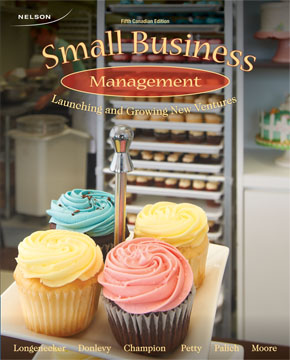 NELSON
Fifth Canadian Edition
Small Business
Management
Launching and Growing New Ventures
Longenecker Donlevy Champion Petty Palich Moore